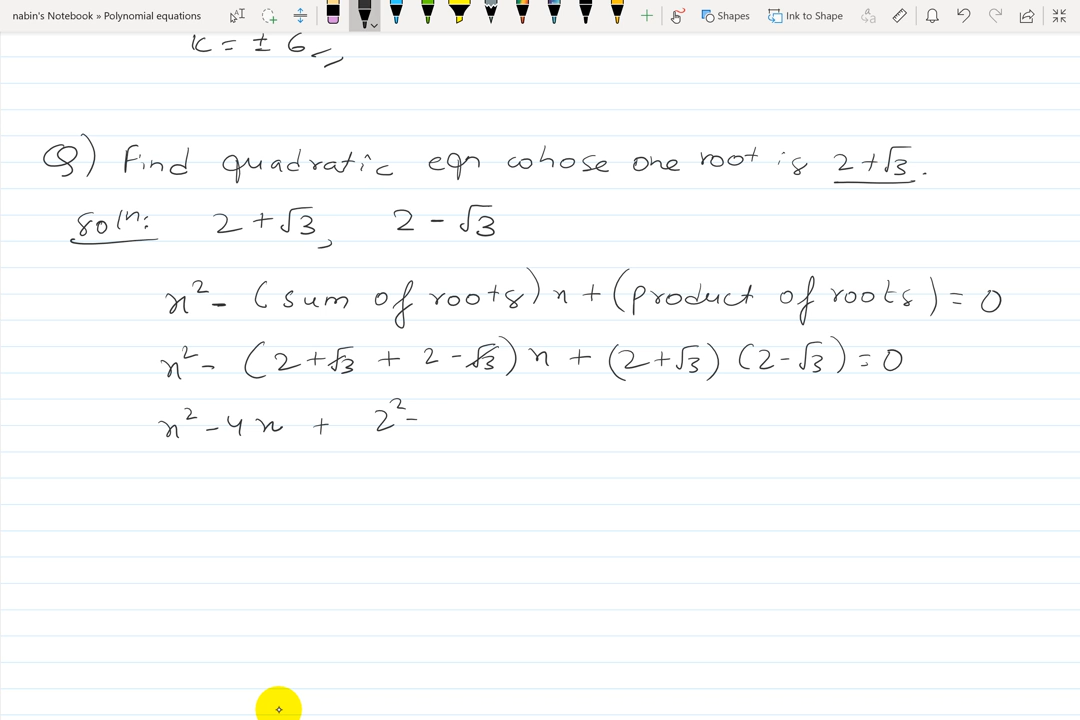 nabin's Notebook » Polynomial equations Shapes Ink to Shape
K = ± 6
Q) Find quadratic eqn whose one root is 2+√3.
Soln: 2+√3, 2-√3
x² - (sum of roots)x + (product of roots) = 0
x² - (2+√3 + 2-√3)x + (2+√3) (2-√3) = 0
x² - 4x + 2² -